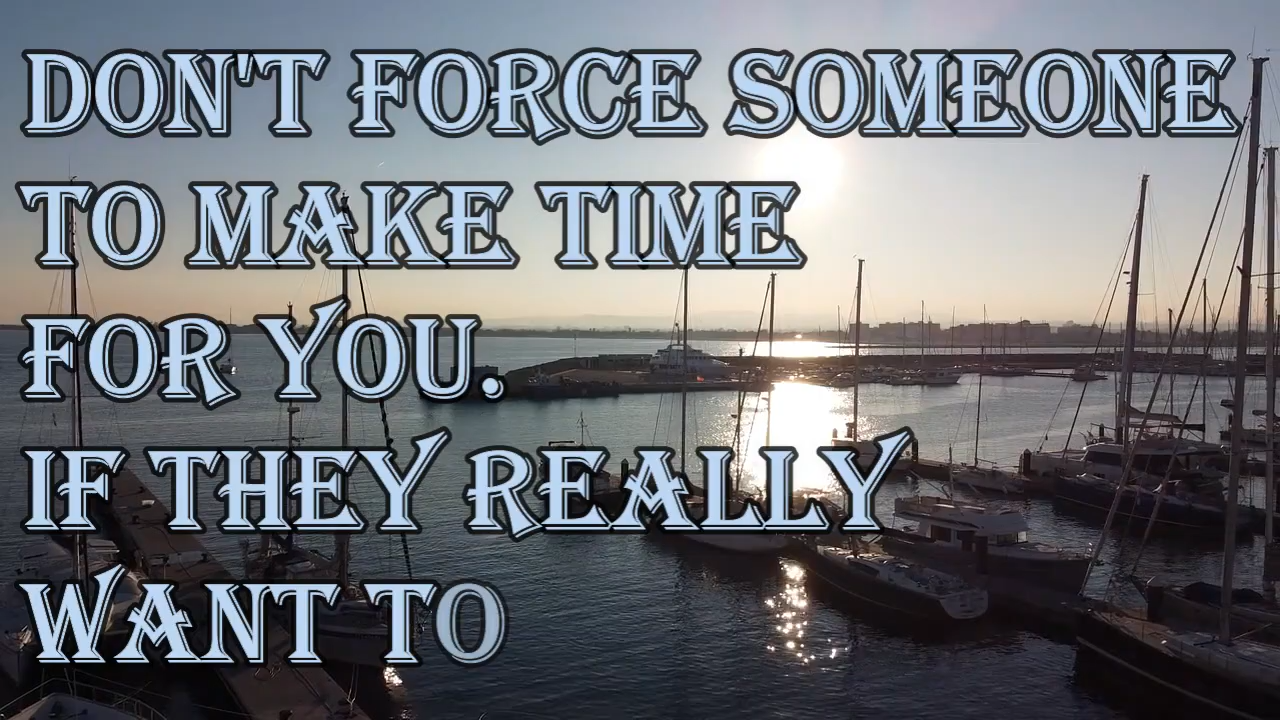 DON'T FORCE SOMEONE
TO MAKE TIME
FOR YOU.
IF THEY REALLY
WANT TO